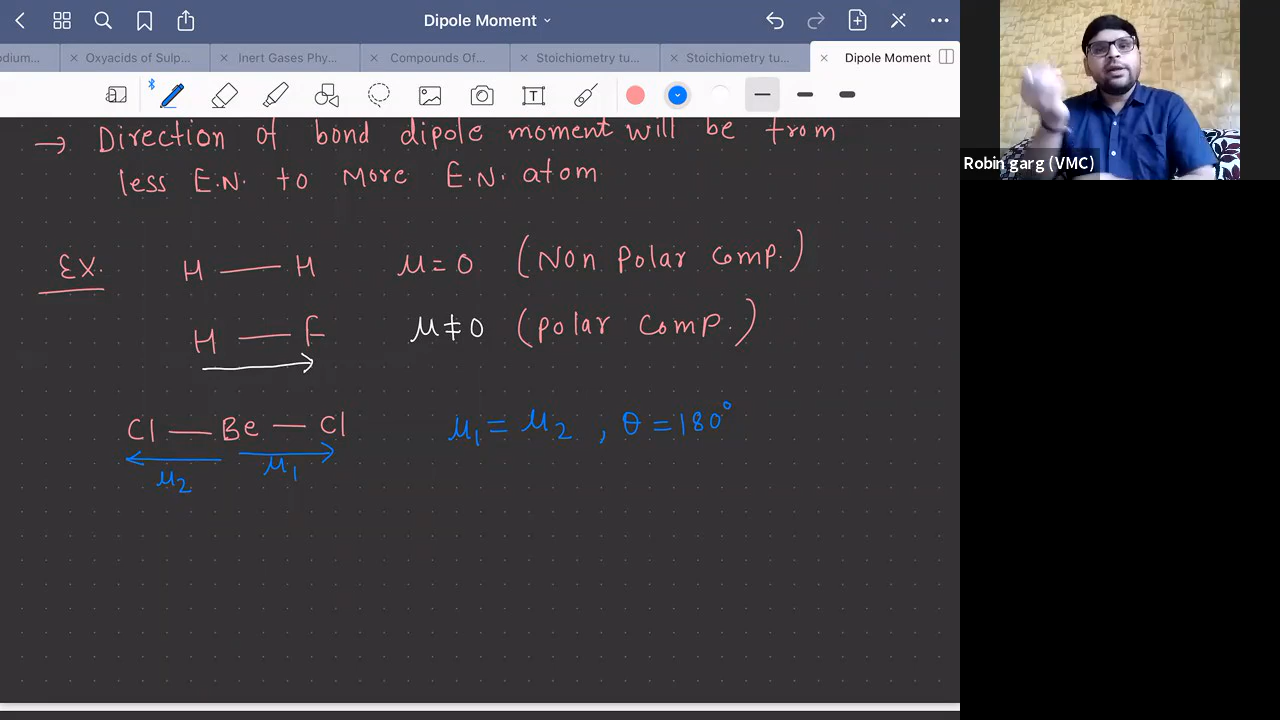 Dipole Moment
odium...
Oxyacids of Sulp...
Inert Gases Phy...
Compounds Of...
Stoichiometry tu...
Stoichiometry tu...
Dipole Moment
T
→ Direction of bond dipole moment will be from
less E.N. to More E.N. atom
Ex.
H — H μ = 0 (Non Polar Comp.)
H — F μ ≠ 0 (Polar Comp.)
Cl — Be — Cl μ₁ = μ₂ , θ = 180°
μ₂ μ₁
Robin garg (VMC)